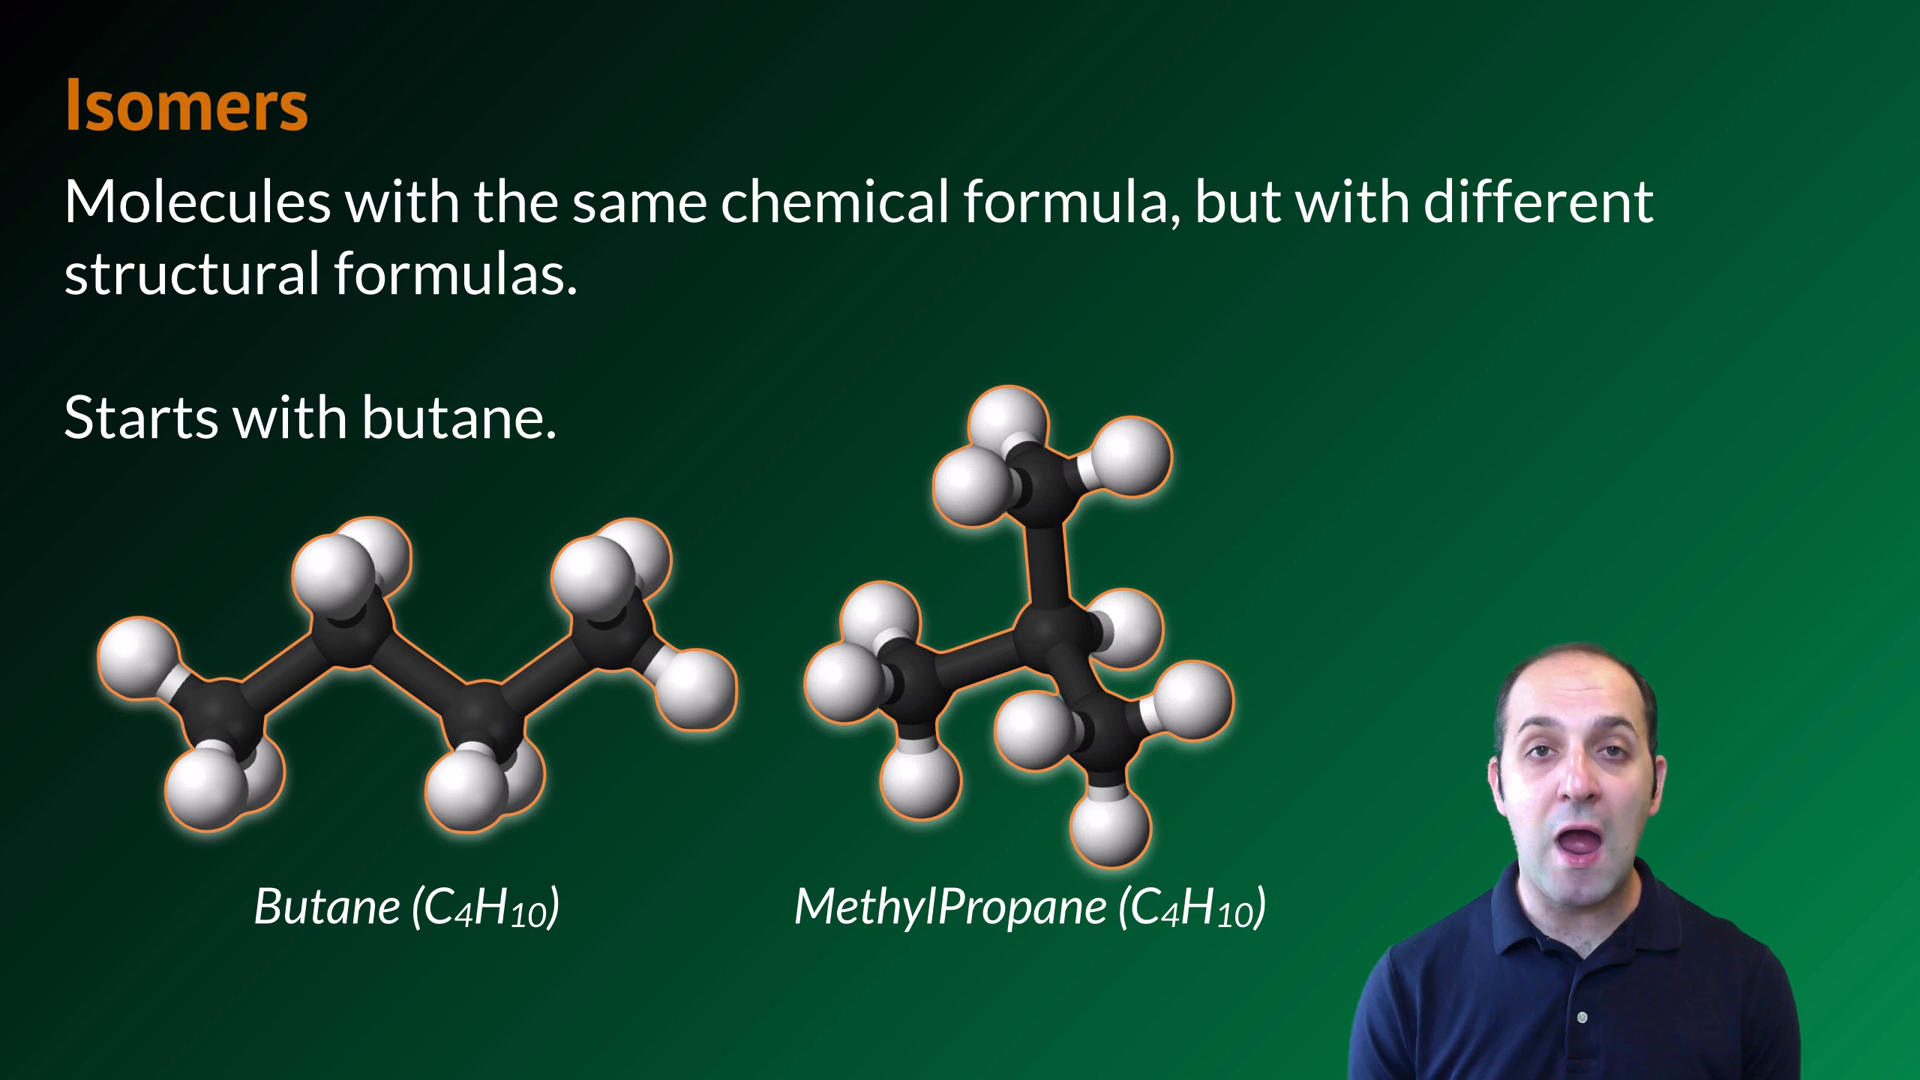 Isomers
Molecules with the same chemical formula, but with different
structural formulas.
Starts with butane.
Butane (C₄H₁₀)
MethylPropane (C₄H₁₀)